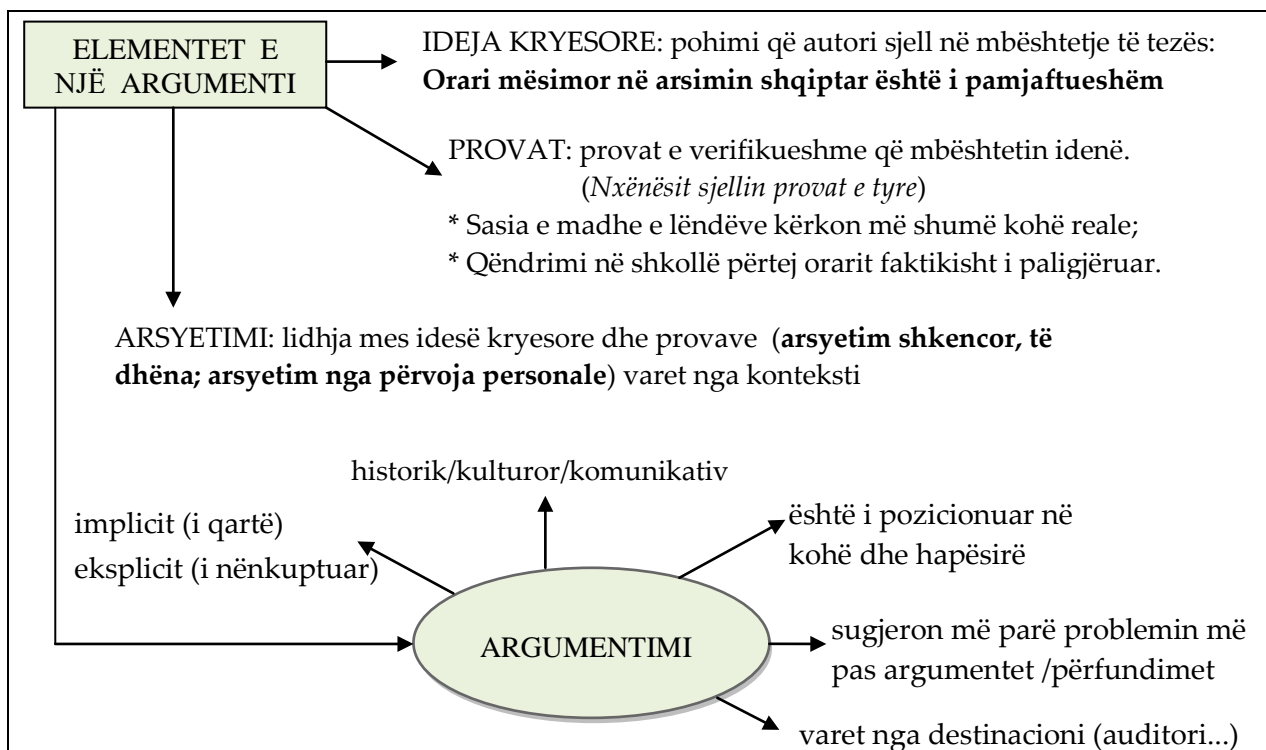 ELEMENTET E
NJË ARGUMENTI
IDEJA KRYESORE: pohimi që autori sjell në mbështetje të tezës:
Orari mësimor në arsimin shqiptar është i pamjaftueshëm
PROVAT: provat e verifikueshme që mbështetin idenë.
(Nxënësit sjellin provat e tyre)
* Sasia e madhe e lëndëve kërkon më shumë kohë reale;
* Qëndrimi në shkollë përtej orarit faktikisht i paligjëruar.
ARSYETIMI: lidhja mes idesë kryesore dhe provave (arsyetim shkencor, të
dhëna; arsyetim nga përvoja personale) varet nga konteksti
historik/kulturor/komunikativ
implicit (i qartë)
eksplicit (i nënkuptuar)
është i pozicionuar në
kohë dhe hapësirë
ARGUMENTIMI
sugjeron më parë problemin më
pas argumentet /përfundimet
varet nga destinacioni (auditori...)